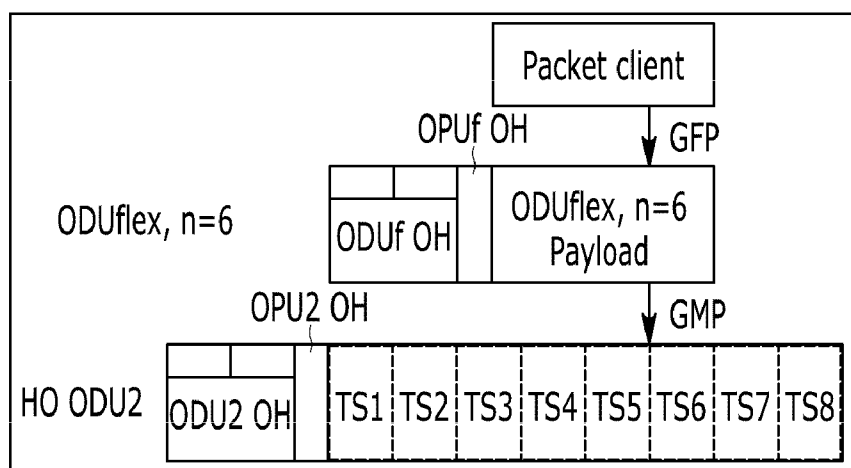 Packet client
OPUf OH
GFP
ODUflex, n=6
ODUf OH
ODUflex, n=6
Payload
OPU2 OH
GMP
HO ODU2
ODU2 OH
TS1
TS2
TS3
TS4
TS5
TS6
TS7
TS8